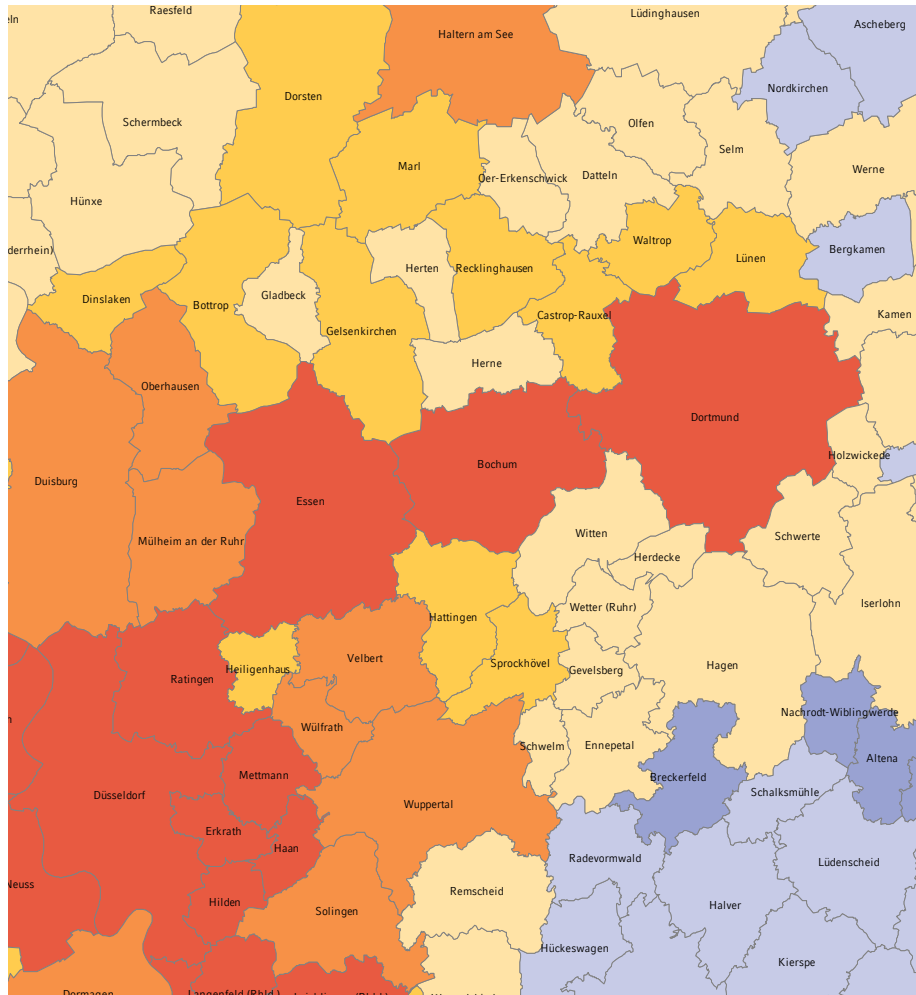 eln
Raesfeld
Lüdinghausen
Ascheberg
Haltern am See
Dorsten
Nordkirchen
Schermbeck
Olfen
Selm
Marl
Oer-Erkenschwick
Datteln
Werne
Hünxe
derrhein)
Waltrop
Bergkamen
Lünen
Herten
Recklinghausen
Gladbeck
Dinslaken
Bottrop
Castrop-Rauxel
Kamen
Gelsenkirchen
Herne
Oberhausen
Dortmund
Holzwickede
Bochum
Duisburg
Essen
Witten
Schwerte
Mülheim an der Ruhr
Herdecke
Iserlohn
Wetter (Ruhr)
Hattingen
Velbert
Sprockhövel
Hagen
Heiligenhaus
Gevelsberg
Ratingen
n
Nachrodt-Wiblingwerde
Wülfrath
Schwelm
Ennepetal
Altena
Mettmann
Breckerfeld
Düsseldorf
Schalksmühle
Wuppertal
Erkrath
Haan
Radevormwald
Lüdenscheid
Neuss
Remscheid
Hilden
Solingen
Halver
Hückeswagen
Kierspe
Dormagen
Langenfeld (Rhld.)